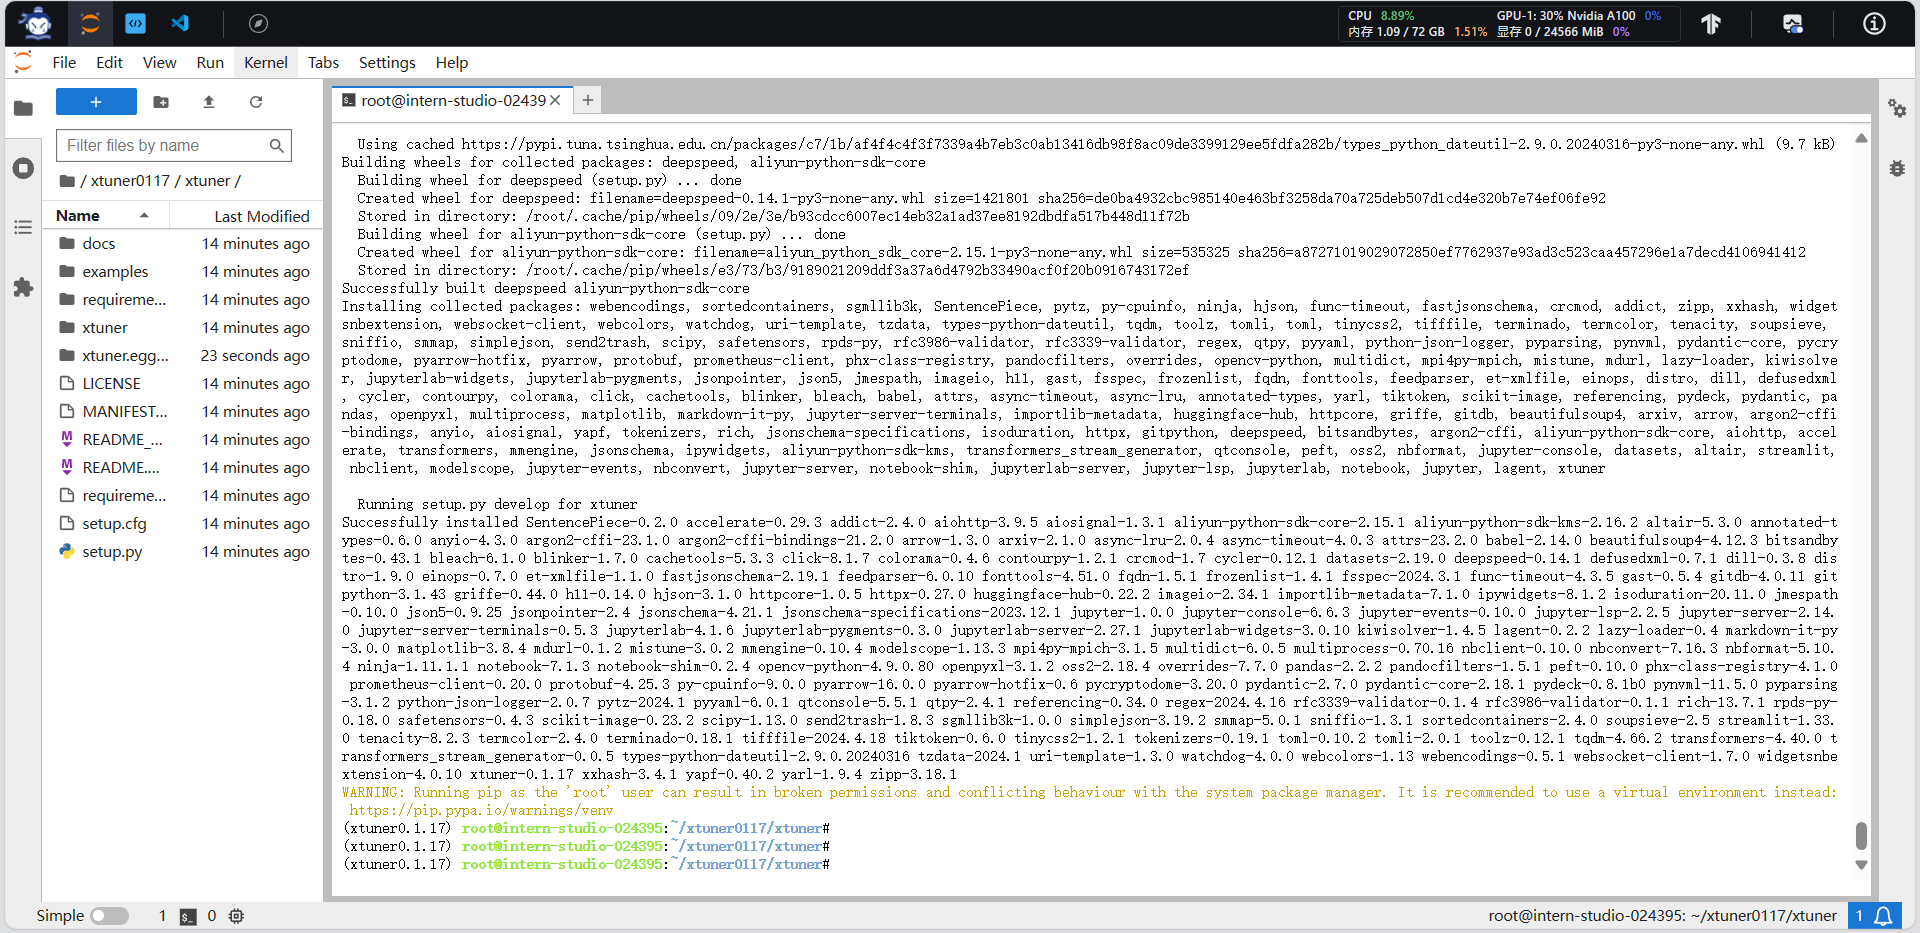 CPU 8.89% GPU-1: 30% Nvidia A100 0%
内存 1.09 / 72 GB 1.51% 显存 0 / 24566 MiB 0%
File Edit View Run Kernel Tabs Settings Help
+
root@intern-studio-02439
Filter files by name
/ xtuner0117 / xtuner /
Name Last Modified
docs 14 minutes ago
examples 14 minutes ago
requireme... 14 minutes ago
xtuner 14 minutes ago
xtuner.egg... 23 seconds ago
LICENSE 14 minutes ago
MANIFEST... 14 minutes ago
README_... 14 minutes ago
README.... 14 minutes ago
requireme... 14 minutes ago
setup.cfg 14 minutes ago
setup.py 14 minutes ago
Using cached https://pypi.tuna.tsinghua.edu.cn/packages/c7/1b/af4f4c4f3f7339a4b7eb3c0ab13416db98f8ac09de3399129ee5fdfa282b/types_python_dateutil-2.9.0.20240316-py3-none-any.whl (9.7 kB)
Building wheels for collected packages: deepspeed, aliyun-python-sdk-core
Building wheel for deepspeed (setup.py) ... done
Created wheel for deepspeed: filename=deepspeed-0.14.1-py3-none-any.whl size=1421801 sha256=de0ba4932cbc985140e463bf3258da70a725deb507d1cd4e320b7e74ef06fe92
Stored in directory: /root/.cache/pip/wheels/09/2e/3e/b93cdcc6007ec14eb32a1ad37ee8192dbdfa517b448d11f72b
Building wheel for aliyun-python-sdk-core (setup.py) ... done
Created wheel for aliyun-python-sdk-core: filename=aliyun_python_sdk_core-2.15.1-py3-none-any.whl size=535325 sha256=a87271019029072850ef7762937e93ad3c523caa457296e1a7decd4106941412
Stored in directory: /root/.cache/pip/wheels/e3/73/b3/9189021209ddf3a37a6d4792b33490acf0f20b0916743172ef
Successfully built deepspeed aliyun-python-sdk-core
Installing collected packages: webencodings, sortedcontainers, sgmllib3k, SentencePiece, pytz, py-cpuinfo, ninja, hjson, func-timeout, fastjsonschema, crcmod, addict, zipp, xxhash, widget
snbextension, websocket-client, webcolors, watchdog, uri-template, tzdata, types-python-dateutil, tqdm, toolz, tomli, toml, tinycss2, tifffile, terminado, termcolor, tenacity, soupsieve,
sniffio, smmap, simplejson, send2trash, scipy, safetensors, rpds-py, rfc3986-validator, rfc3339-validator, regex, qtpy, pyyaml, python-json-logger, pyparsing, pynvml, pydantic-core, pycry
ptodome, pyarrow-hotfix, pyarrow, protobuf, prometheus-client, phx-class-registry, pandocfilters, overrides, opencv-python, multidict, mpi4py-mpich, mistune, mdurl, lazy-loader, kiwisolve
r, jupyterlab-widgets, jupyterlab-pygments, jsonpointer, json5, jmespath, imageio, h11, gast, fsspec, frozenlist, fqdn, fonttools, feedparser, et-xmlfile, einops, distro, dill, defusedxml
, cycler, contourpy, colorama, click, cachetools, blinker, bleach, babel, attrs, async-timeout, async-lru, annotated-types, yarl, tiktoken, scikit-image, referencing, pydeck, pydantic, pa
ndas, openpyxl, multiprocess, matplotlib, markdown-it-py, jupyter-server-terminals, importlib-metadata, huggingface-hub, httpcore, griffe, gitdb, beautifulsoup4, arxiv, arrow, argon2-cffi
-bindings, anyio, aiosignal, yapf, tokenizers, rich, jsonschema-specifications, isoduration, httpx, gitpython, deepspeed, bitsandbytes, argon2-cffi, aliyun-python-sdk-core, aiohttp, accel
erate, transformers, mmengine, jsonschema, ipywidgets, aliyun-python-sdk-kms, transformers_stream_generator, qtconsole, peft, oss2, nbformat, jupyter-console, datasets, altair, streamlit,
nbclient, modelscope, jupyter-events, nbconvert, jupyter-server, notebook-shim, jupyterlab-server, jupyter-lsp, jupyterlab, notebook, jupyter, lagent, xtuner
Running setup.py develop for xtuner
Successfully installed SentencePiece-0.2.0 accelerate-0.29.3 addict-2.4.0 aiohttp-3.9.5 aiosignal-1.3.1 aliyun-python-sdk-core-2.15.1 aliyun-python-sdk-kms-2.16.2 altair-5.3.0 annotated-t
ypes-0.6.0 anyio-4.3.0 argon2-cffi-23.1.0 argon2-cffi-bindings-21.2.0 arrow-1.3.0 arxiv-2.1.0 async-lru-2.0.4 async-timeout-4.0.3 attrs-23.2.0 babel-2.14.0 beautifulsoup4-4.12.3 bitsandby
tes-0.43.1 bleach-6.1.0 blinker-1.7.0 cachetools-5.3.3 click-8.1.7 colorama-0.4.6 contourpy-1.2.1 crcmod-1.7 cycler-0.12.1 datasets-2.19.0 deepspeed-0.14.1 defusedxml-0.7.1 dill-0.3.8 dis
tro-1.9.0 einops-0.7.0 et-xmlfile-1.1.0 fastjsonschema-2.19.1 feedparser-6.0.10 fonttools-4.51.0 fqdn-1.5.1 frozenlist-1.4.1 fsspec-2024.3.1 func-timeout-4.3.5 gast-0.5.4 gitdb-4.0.11 git
python-3.1.43 griffe-0.44.0 h11-0.14.0 hjson-3.1.0 httpcore-1.0.5 httpx-0.27.0 huggingface-hub-0.22.2 imageio-2.34.1 importlib-metadata-7.1.0 ipywidgets-8.1.2 isoduration-20.11.0 jmespath
-0.10.0 json5-0.9.25 jsonpointer-2.4 jsonschema-4.21.1 jsonschema-specifications-2023.12.1 jupyter-1.0.0 jupyter-console-6.6.3 jupyter-events-0.10.0 jupyter-lsp-2.2.5 jupyter-server-2.14.
0 jupyter-server-terminals-0.5.3 jupyterlab-4.1.6 jupyterlab-pygments-0.3.0 jupyterlab-server-2.27.1 jupyterlab-widgets-3.0.10 kiwisolver-1.4.5 lagent-0.2.2 lazy-loader-0.4 markdown-it-py
-3.0.0 matplotlib-3.8.4 mdurl-0.1.2 mistune-3.0.2 mmengine-0.10.4 modelscope-1.13.3 mpi4py-mpich-3.1.5 multidict-6.0.5 multiprocess-0.70.16 nbclient-0.10.0 nbconvert-7.16.3 nbformat-5.10.
4 ninja-1.11.1.1 notebook-7.1.3 notebook-shim-0.2.4 opencv-python-4.9.0.80 openpyxl-3.1.2 oss2-2.18.4 overrides-7.7.0 pandas-2.2.2 pandocfilters-1.5.1 peft-0.10.0 phx-class-registry-4.1.0
prometheus-client-0.20.0 protobuf-4.25.3 py-cpuinfo-9.0.0 pyarrow-16.0.0 pyarrow-hotfix-0.6 pycryptodome-3.20.0 pydantic-2.7.0 pydantic-core-2.18.1 pydeck-0.8.1b0 pynvml-11.5.0 pyparsing
-3.1.2 python-json-logger-2.0.7 pytz-2024.1 pyyaml-6.0.1 qtconsole-5.5.1 qtpy-2.4.1 referencing-0.34.0 regex-2024.4.16 rfc3339-validator-0.1.4 rfc3986-validator-0.1.1 rich-13.7.1 rpds-py-
0.18.0 safetensors-0.4.3 scikit-image-0.23.2 scipy-1.13.0 send2trash-1.8.3 sgmllib3k-1.0.0 simplejson-3.19.2 smmap-5.0.1 sniffio-1.3.1 sortedcontainers-2.4.0 soupsieve-2.5 streamlit-1.33.
0 tenacity-8.2.3 termcolor-2.4.0 terminado-0.18.1 tifffile-2024.4.18 tiktoken-0.6.0 tinycss2-1.2.1 tokenizers-0.19.1 toml-0.10.2 tomli-2.0.1 toolz-0.12.1 tqdm-4.66.2 transformers-4.40.0 t
ransformers_stream_generator-0.0.5 types-python-dateutil-2.9.0.20240316 tzdata-2024.1 uri-template-1.3.0 watchdog-4.0.0 webcolors-1.13 webencodings-0.5.1 websocket-client-1.7.0 widgetsnbe
xtension-4.0.10 xtuner-0.1.17 xxhash-3.4.1 yapf-0.40.2 yarl-1.9.4 zipp-3.18.1
WARNING: Running pip as the 'root' user can result in broken permissions and conflicting behaviour with the system package manager. It is recommended to use a virtual environment instead:
https://pip.pypa.io/warnings/venv
(xtuner0.1.17) root@intern-studio-024395:~/xtuner0117/xtuner#
(xtuner0.1.17) root@intern-studio-024395:~/xtuner0117/xtuner#
(xtuner0.1.17) root@intern-studio-024395:~/xtuner0117/xtuner#
Simple 1 0 root@intern-studio-024395: ~/xtuner0117/xtuner 1